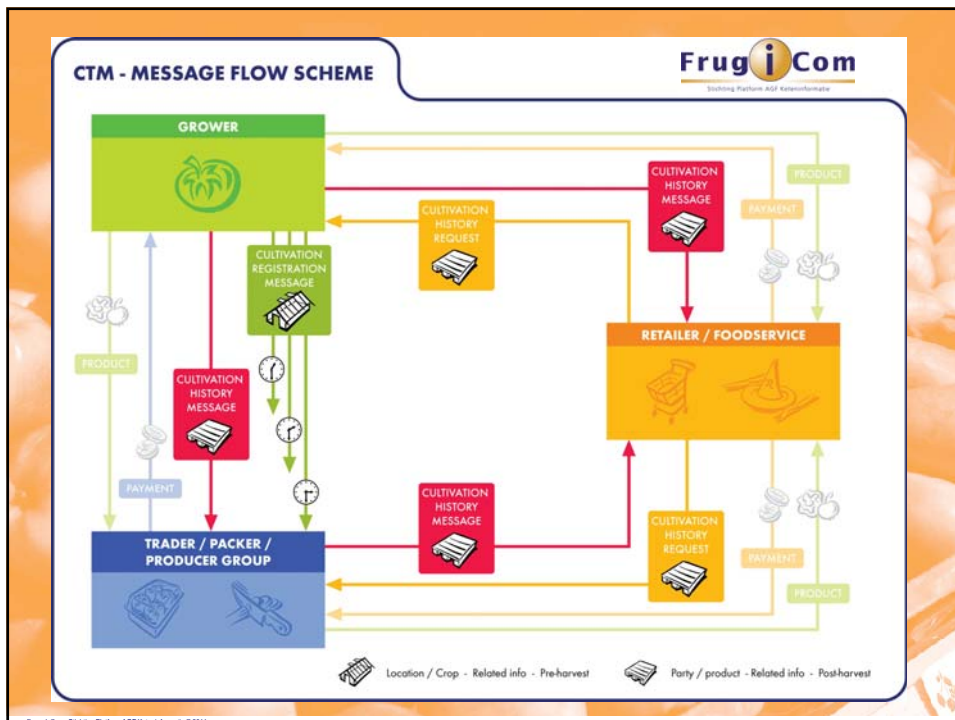 CTM - MESSAGE FLOW SCHEME
Frug i Com
Stichting Platform AGF Keteninformatie
GROWER
CULTIVATION
HISTORY
MESSAGE
PRODUCT
PAYMENT
CULTIVATION
HISTORY
REQUEST
CULTIVATION
REGISTRATION
MESSAGE
RETAILER / FOODSERVICE
PRODUCT
CULTIVATION
HISTORY
MESSAGE
PAYMENT
CULTIVATION
HISTORY
MESSAGE
CULTIVATION
HISTORY
REQUEST
PAYMENT
PRODUCT
TRADER / PACKER /
PRODUCER GROUP
Location / Crop - Related info - Pre-harvest
Party / product - Related info - Post-harvest